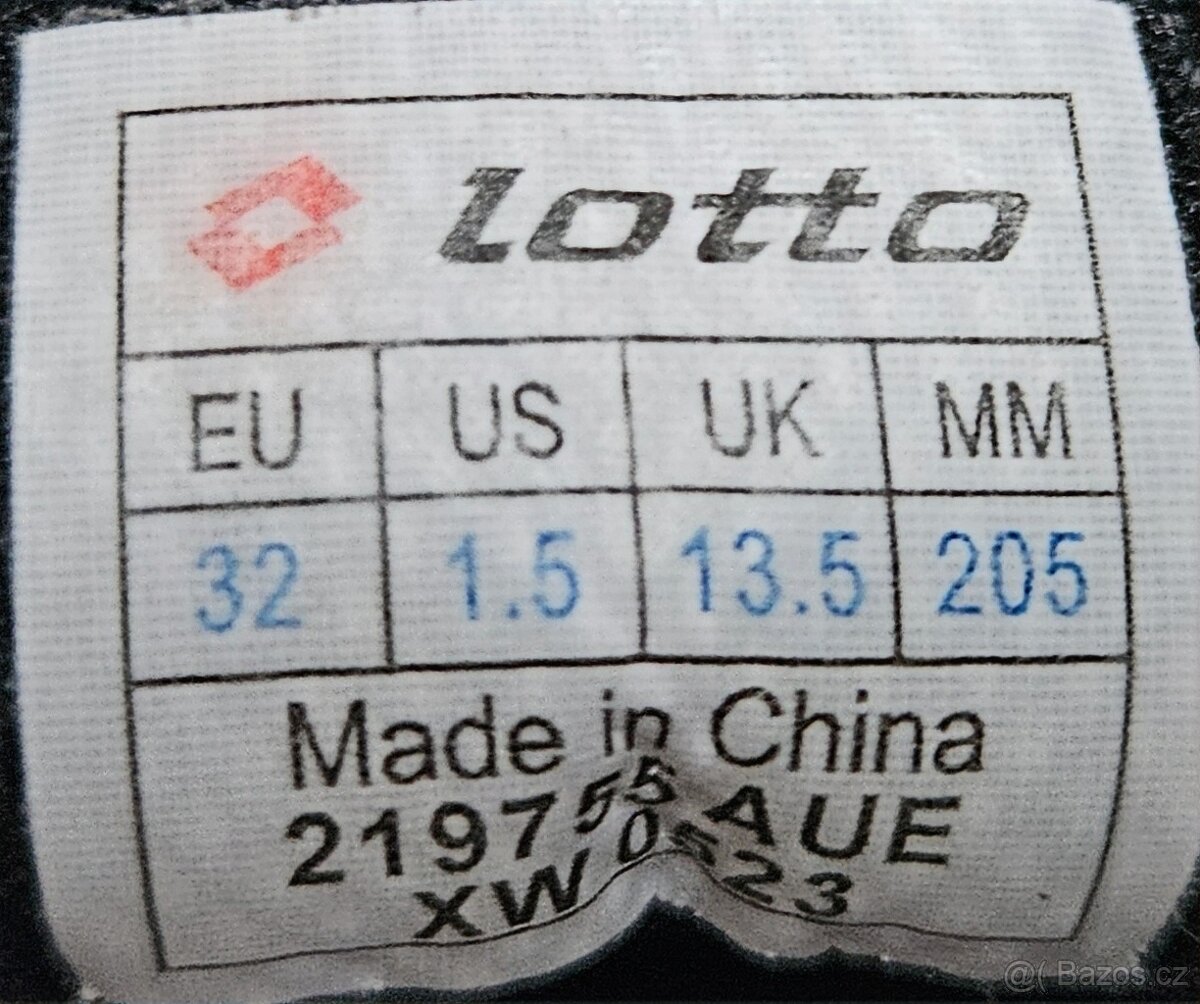 lotto
EU US UK MM
32 1.5 13.5 205
Made in China
219755 AUE
XW 0523
@( Bazos.cz